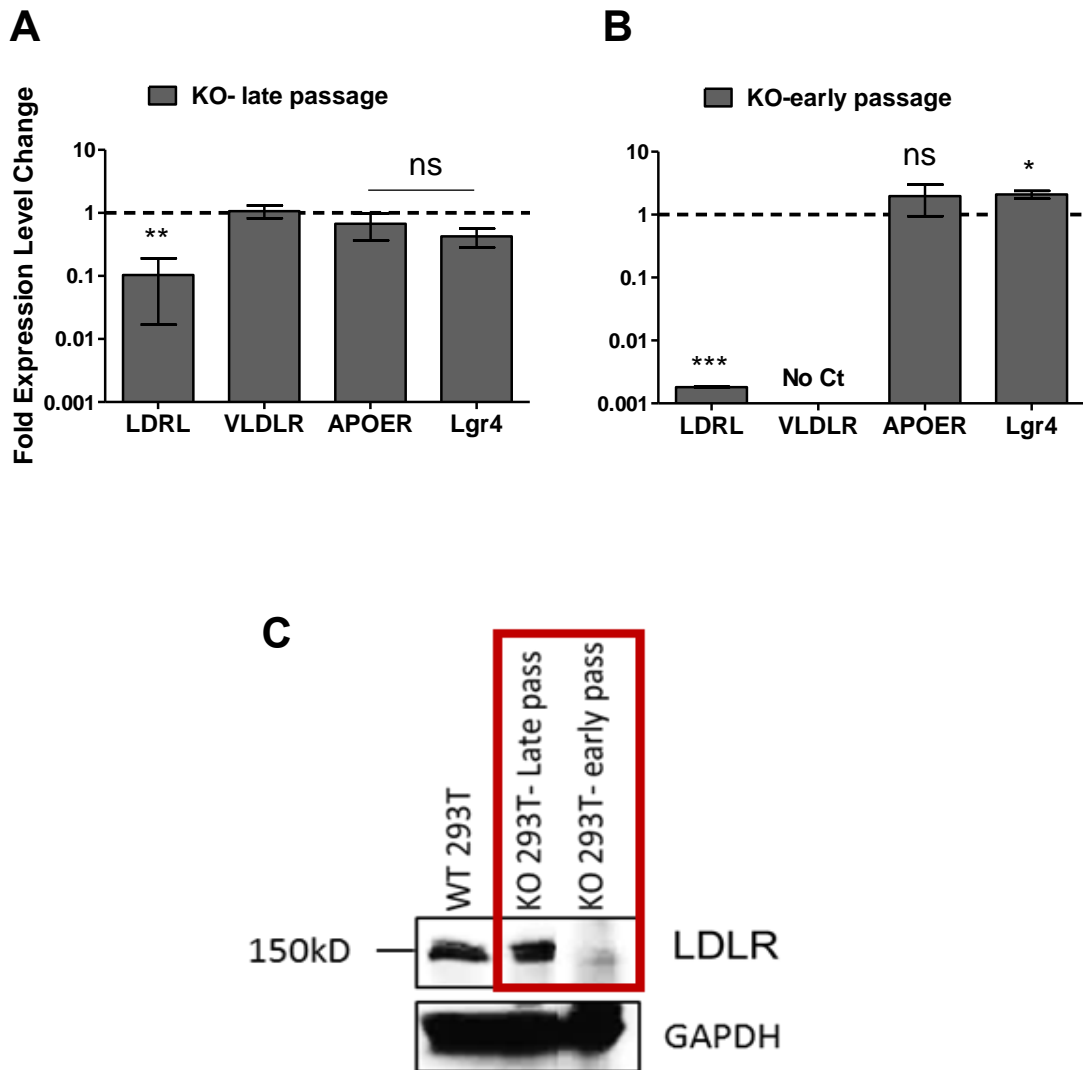 A
KO- late passage
Fold Expression Level Change
10
1
0.1
0.01
0.001
**
ns
LDRL VLDLR APOER Lgr4
B
KO-early passage
10
1
0.1
0.01
0.001
***
No Ct
ns
*
LDRL VLDLR APOER Lgr4
C
WT 293T
KO 293T- Late pass
KO 293T- early pass
150kD
LDLR
GAPDH